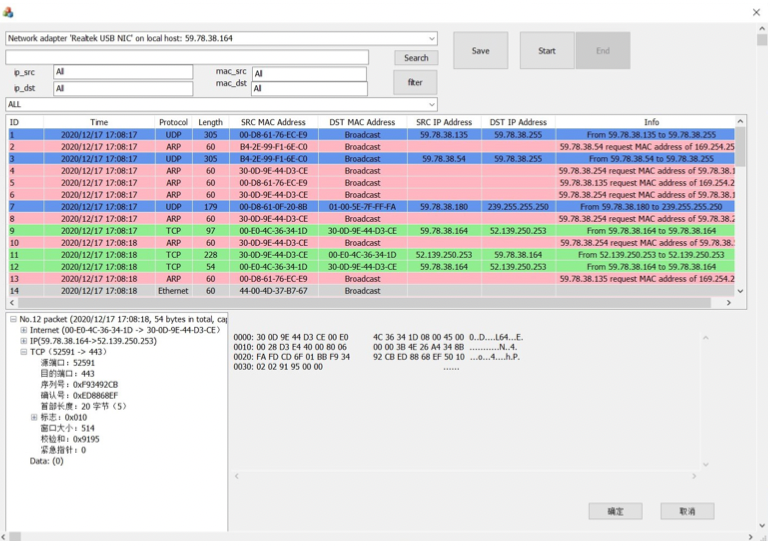 Network adapter 'Realtek USB NIC' on local host: 59.78.38.164
Save
Start
End
Search
ip_src All
mac_src All
filter
ip_dst All
mac_dst All
ALL
ID Time Protocol Length SRC MAC Address DST MAC Address SRC IP Address DST IP Address Info
1 2020/12/17 17:08:17 UDP 305 00-D8-61-76-EC-E9 Broadcast 59.78.38.135 59.78.38.255 From 59.78.38.135 to 59.78.38.255
2 2020/12/17 17:08:17 ARP 60 B4-2E-99-F1-6E-C0 Broadcast 59.78.38.54 request MAC address of 169.254.25
3 2020/12/17 17:08:17 UDP 305 B4-2E-99-F1-6E-C0 Broadcast 59.78.38.54 59.78.38.255 From 59.78.38.54 to 59.78.38.255
4 2020/12/17 17:08:17 ARP 60 30-0D-9E-44-D3-CE Broadcast 59.78.38.254 request MAC address of 59.78.38.1
5 2020/12/17 17:08:17 ARP 60 00-D8-61-76-EC-E9 Broadcast 59.78.38.135 request MAC address of 169.254.2
6 2020/12/17 17:08:17 ARP 60 30-0D-9E-44-D3-CE Broadcast 59.78.38.254 request MAC address of 59.78.38.1
7 2020/12/17 17:08:17 UDP 179 00-D8-61-0F-20-8B 01-00-5E-7F-FF-FA 59.78.38.180 239.255.255.250 From 59.78.38.180 to 239.255.255.250
8 2020/12/17 17:08:18 ARP 60 30-0D-9E-44-D3-CE Broadcast 59.78.38.254 request MAC address of 59.78.38.2
9 2020/12/17 17:08:18 TCP 97 00-E0-4C-36-34-1D 30-0D-9E-44-D3-CE 59.78.38.164 52.139.250.253 From 59.78.38.164 to 59.78.38.164
10 2020/12/17 17:08:18 ARP 60 30-0D-9E-44-D3-CE Broadcast 59.78.38.254 request MAC address of 59.78.38.
11 2020/12/17 17:08:18 TCP 228 30-0D-9E-44-D3-CE 00-E0-4C-36-34-1D 52.139.250.253 59.78.38.164 From 52.139.250.253 to 52.139.250.253
12 2020/12/17 17:08:18 TCP 54 00-E0-4C-36-34-1D 30-0D-9E-44-D3-CE 59.78.38.164 52.139.250.253 From 59.78.38.164 to 59.78.38.164
13 2020/12/17 17:08:18 ARP 60 00-D8-61-76-EC-E9 Broadcast 59.78.38.135 request MAC address of 169.254.2
14 2020/12/17 17:08:18 Ethernet 60 44-00-4D-37-B7-67 Broadcast
No.12 packet (2020/12/17 17:08:18, 54 bytes in total, cap
Internet (00-E0-4C-36-34-1D -> 30-0D-9E-44-D3-CE)
IP(59.78.38.164->52.139.250.253)
TCP (52591 -> 443)
源端口: 52591
目的端口: 443
序列号: 0xF93492CB
确认号: 0xED8868EF
首部长度: 20 字节 (5)
标志: 0x010
窗口大小: 514
校验和: 0x9195
紧急指针: 0
Data: (0)
0000: 30 0D 9E 44 D3 CE 00 E0 4C 36 34 1D 08 00 45 00 0..D....L64...E.
0010: 00 28 D3 E4 40 00 80 06 00 00 3B 4E 26 A4 34 8B ..........N..4.
0020: FA FD CD 6F 01 BB F9 34 92 CB ED 88 68 EF 50 10 ...o...4....h.P.
0030: 02 02 91 95 00 00 ......
确定
取消